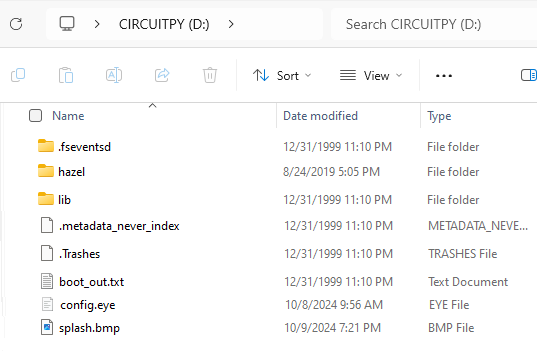 CIRCUITPY (D:) Search CIRCUITPY (D:)
Sort View
Name Date modified Type
.fseventsd 12/31/1999 11:10 PM File folder
hazel 8/24/2019 5:05 PM File folder
lib 12/31/1999 11:10 PM File folder
.metadata_never_index 12/31/1999 11:10 PM METADATA_NEVE...
.Trashes 12/31/1999 11:10 PM TRASHES File
boot_out.txt 12/31/1999 11:10 PM Text Document
config.eye 10/8/2024 9:56 AM EYE File
splash.bmp 10/9/2024 7:21 PM BMP File